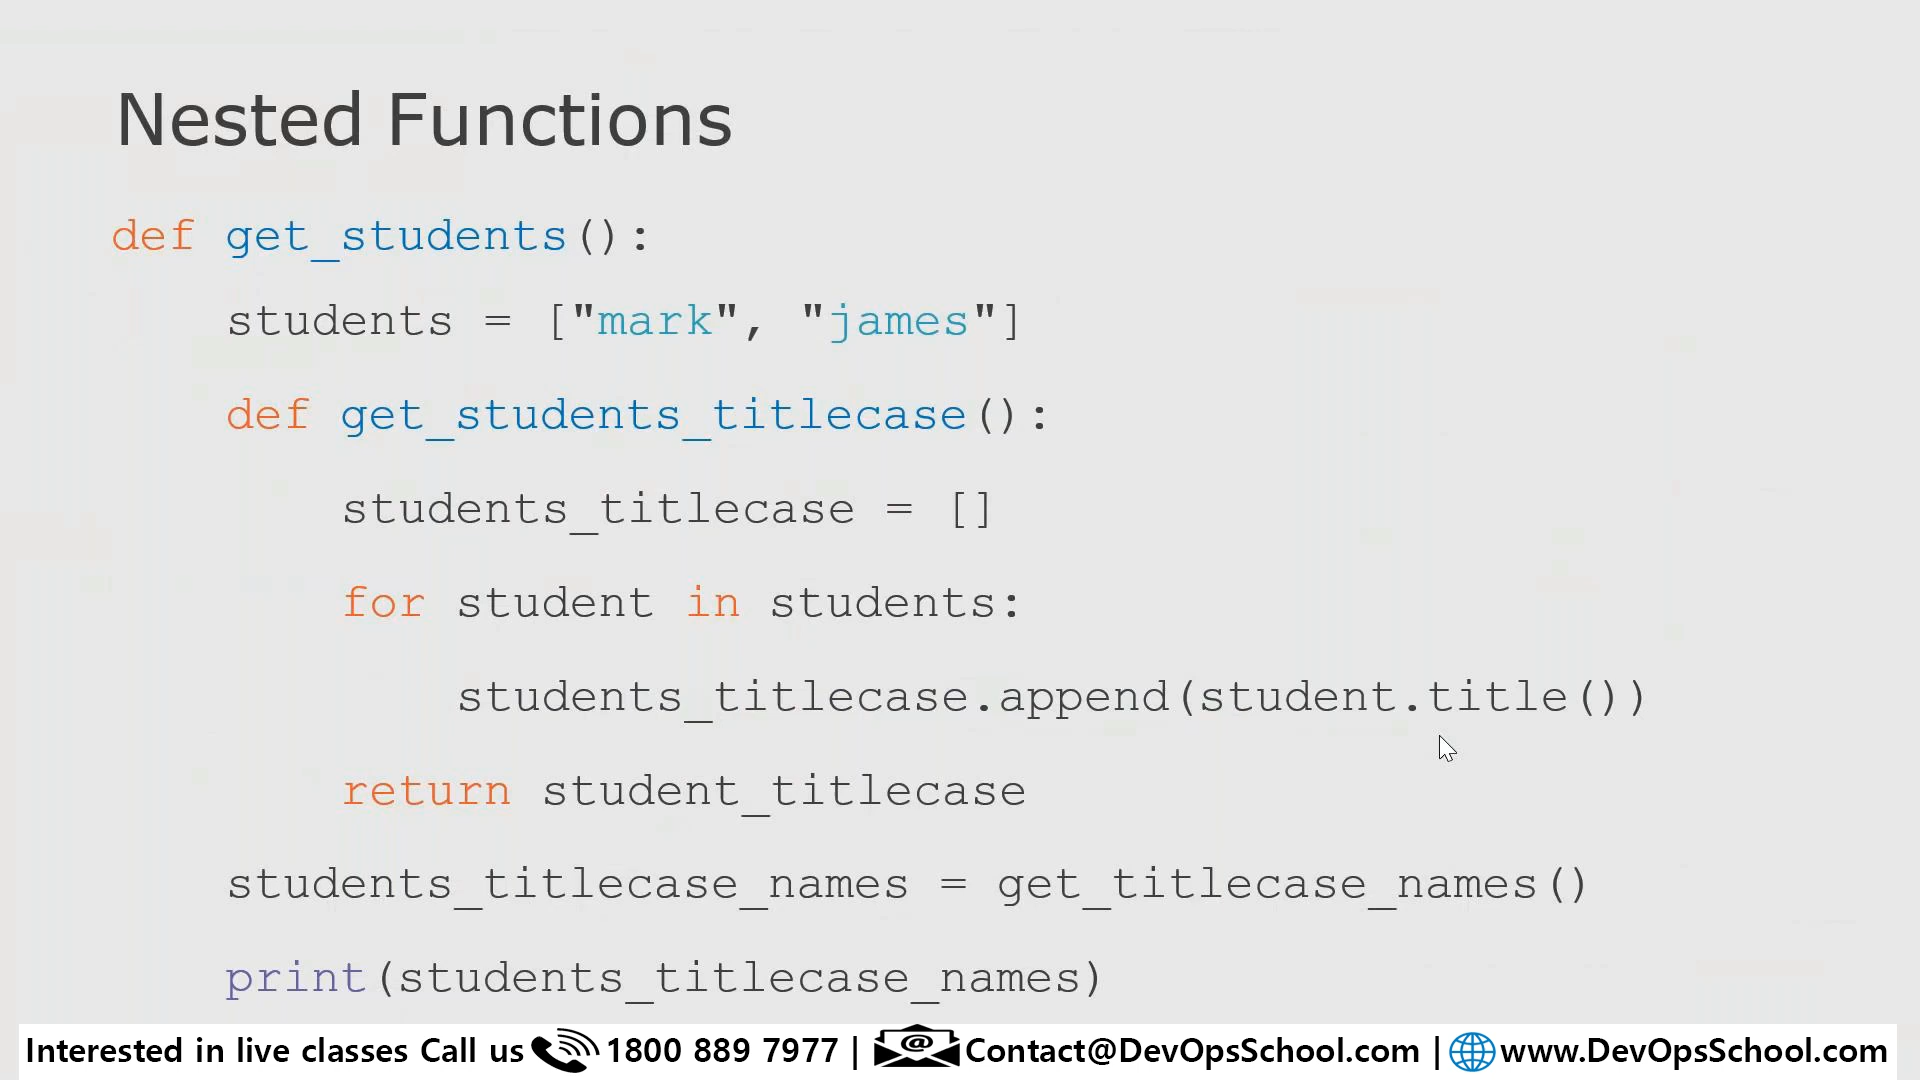 Nested Functions
def get_students():
    students = ["mark", "james"]
    def get_students_titlecase():
        students_titlecase = []
        for student in students:
            students_titlecase.append(student.title())
        return student_titlecase
    students_titlecase_names = get_titlecase_names()
    print(students_titlecase_names)
Interested in live classes Call us 1800 889 7977 | @ Contact@DevOpsSchool.com | www.DevOpsSchool.com